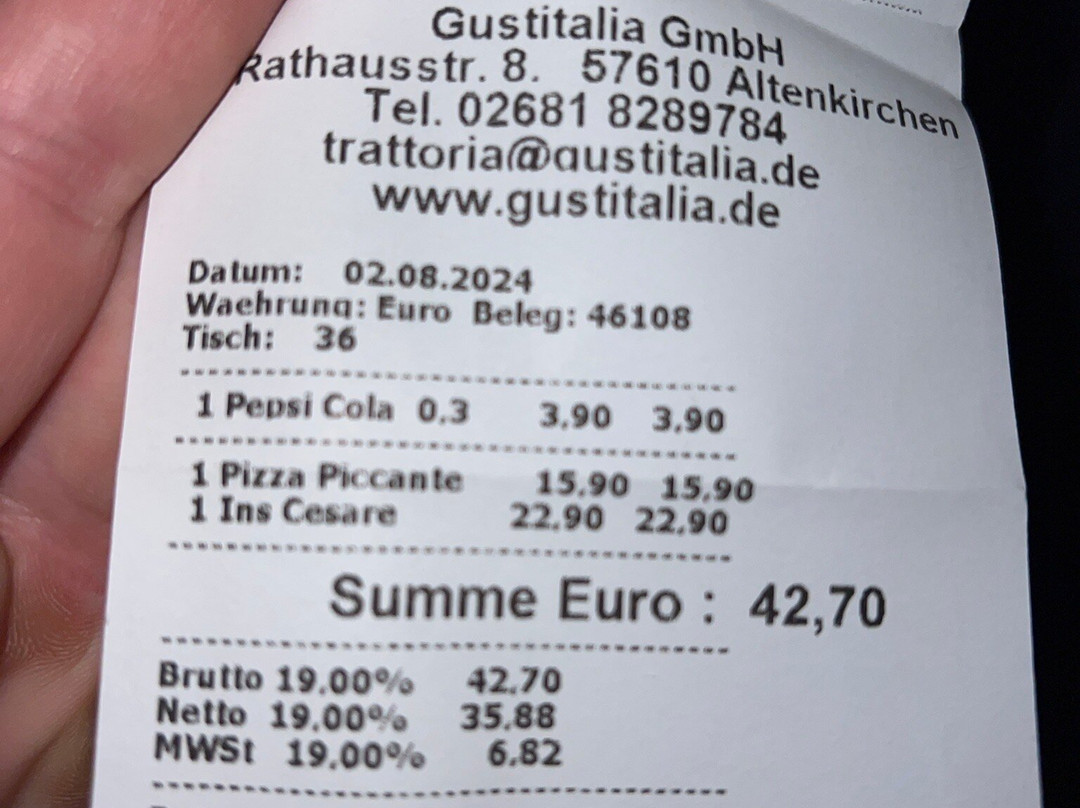 Gustitalia GmbH
Rathausstr. 8. 57610 Altenkirchen
Tel. 02681 8289784
trattoria@gustitalia.de
www.gustitalia.de
Datum: 02.08.2024
Waehrung: Euro Beleg: 46108
Tisch: 36
1 Pepsi Cola 0.3 3,90 3,90
1 Pizza Piccante 15,90 15,90
1 Ins Cesare 22,90 22,90
Summe Euro : 42,70
Brutto 19,00% 42,70
Netto 19,00% 35,88
MWSt 19,00% 6,82